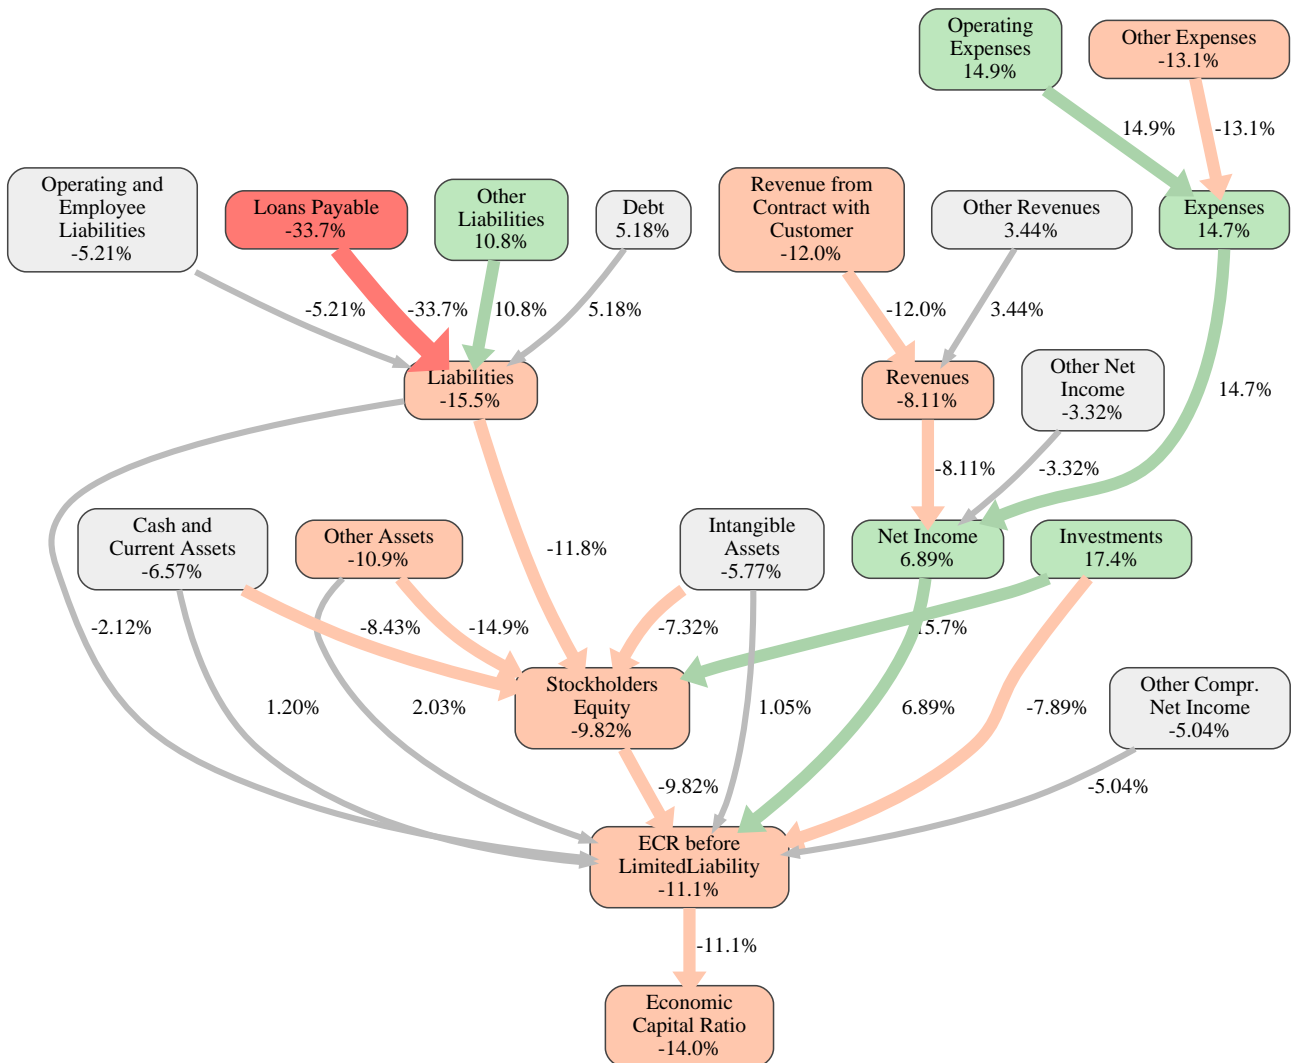 Operating
Expenses
14.9%
Other Expenses
-13.1%
14.9%
-13.1%
Operating and
Employee
Liabilities
-5.21%
Loans Payable
-33.7%
Other
Liabilities
10.8%
Debt
5.18%
Revenue from
Contract with
Customer
-12.0%
Other Revenues
3.44%
Expenses
14.7%
-5.21%
-33.7%
10.8%
5.18%
-12.0%
3.44%
Liabilities
-15.5%
Revenues
-8.11%
Other Net
Income
-3.32%
14.7%
-8.11%
-3.32%
Cash and
Current Assets
-6.57%
Other Assets
-10.9%
-11.8%
Intangible
Assets
-5.77%
Net Income
6.89%
Investments
17.4%
-2.12%
-8.43%
-14.9%
-7.32%
15.7%
Stockholders
Equity
-9.82%
Other Compr.
Net Income
-5.04%
1.20%
2.03%
1.05%
6.89%
-7.89%
-9.82%
-5.04%
ECR before
LimitedLiability
-11.1%
-11.1%
Economic
Capital Ratio
-14.0%